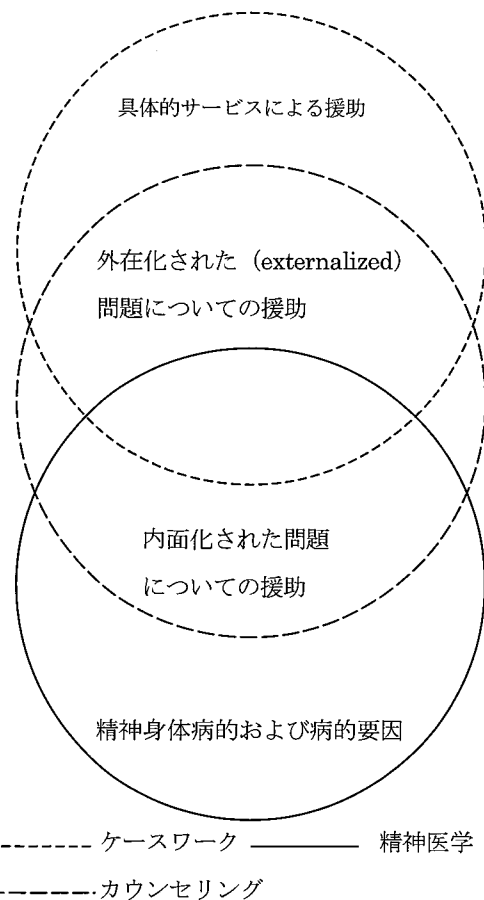 具体的サービスによる援助
外在化された（externalized）
問題についての援助
内面化された問題
についての援助
精神身体病的および病的要因
ケースワーク 精神医学
カウンセリング